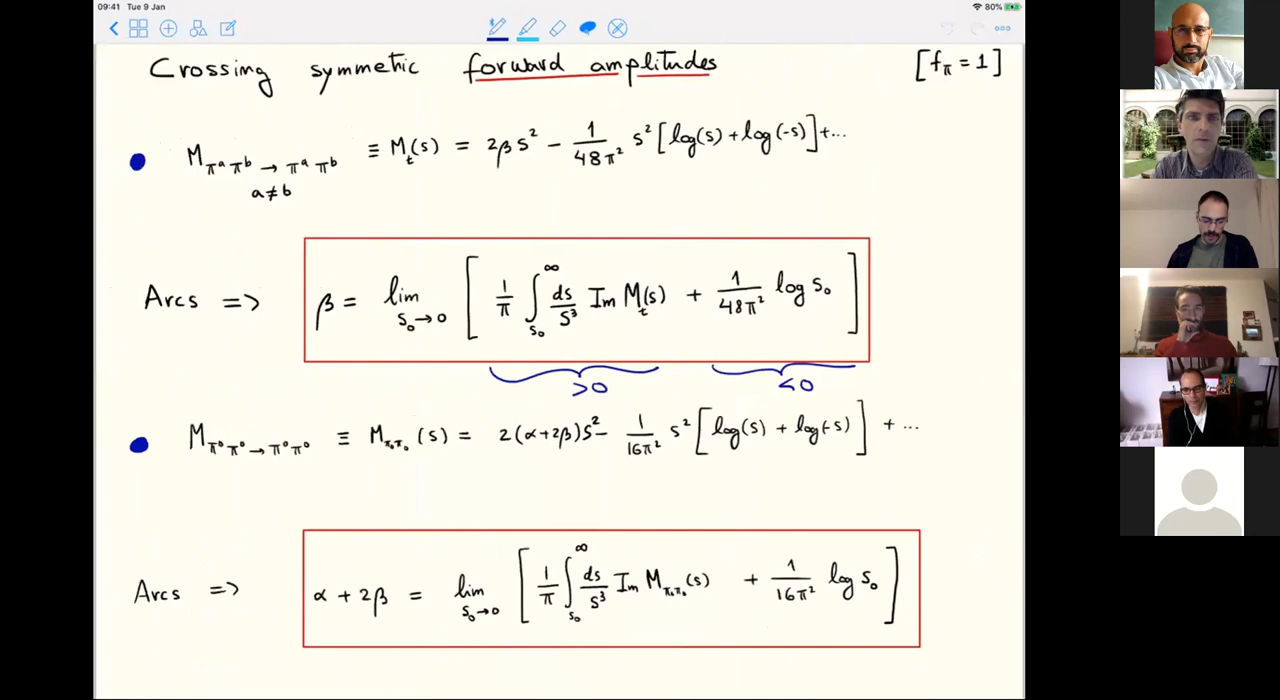 09:41 Tue 9 Jan
80%
Crossing symmetric forward amplitudes [fπ = 1]
M π^a π^b → π^a π^b ≡ M_t(s) = 2β s² − 1/(48π²) s² [log(s) + log(-s)] + ...
a ≠ b
Arcs => β = lim_{s₀→0} [ 1/π ∫_{s₀}^{∞} ds/s³ Im M_t(s) + 1/(48π²) log s₀ ]
>0 <0
M π⁰π⁰ → π⁰π⁰ ≡ M_{π₀π₀}(s) = 2(α+2β)s² − 1/(16π²) s² [log(s) + log(-s)] + ...
Arcs => α + 2β = lim_{s₀→0} [ 1/π ∫_{s₀}^{∞} ds/s³ Im M_{π₀π₀}(s) + 1/(16π²) log s₀ ]